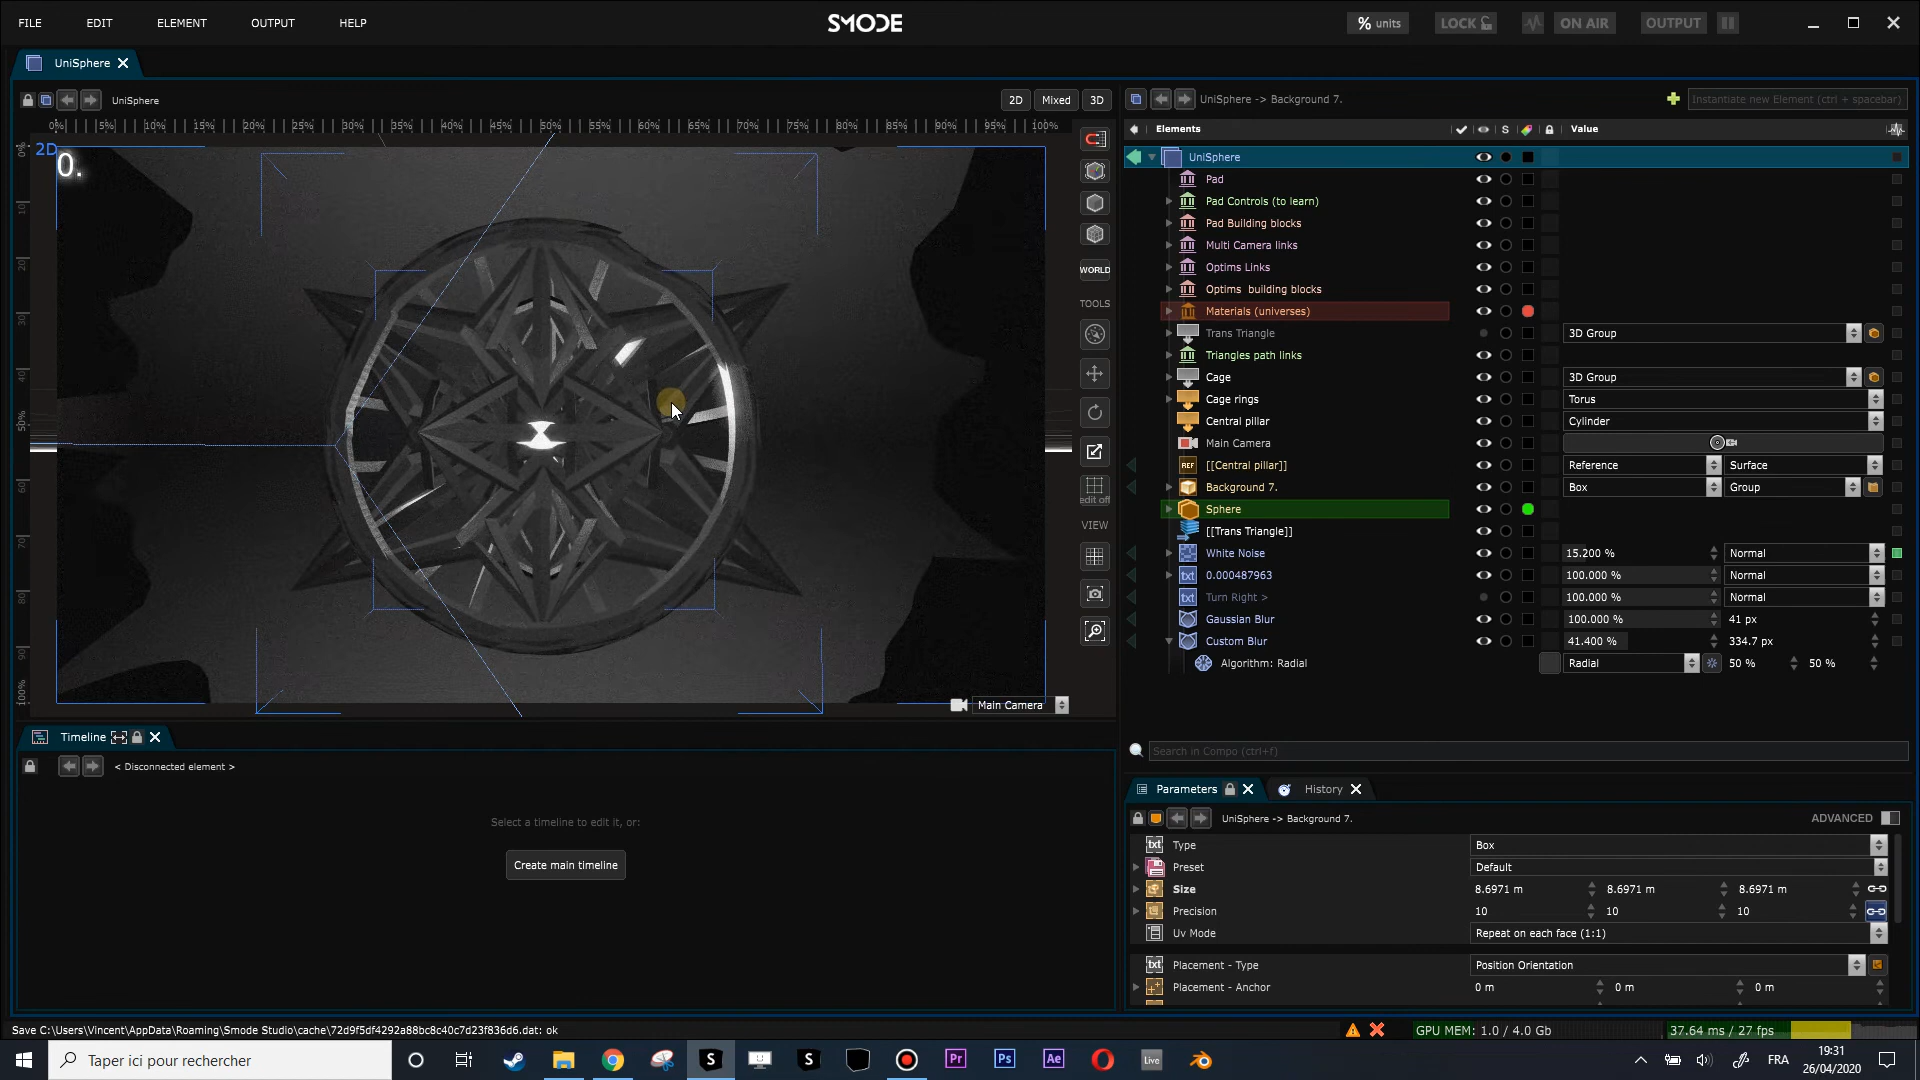 FILE EDIT ELEMENT OUTPUT HELP SMODE % units LOCK ON AIR OUTPUT
UniSphere
UniSphere 2D Mixed 3D
UniSphere -> Background 7. Instantiate new Element (ctrl + spacebar)
0% 5% 10% 15% 20% 25% 30% 35% 40% 45% 50% 55% 60% 65% 70% 75% 80% 85% 90% 95% 100%
Elements S Value
2D
0.
UniSphere
Pad
Pad Controls (to learn)
Pad Building blocks
Multi Camera links
WORLD
Optims Links
Optims building blocks
TOOLS
Materials (universes)
Trans Triangle 3D Group
Triangles path links
Cage 3D Group
Cage rings Torus
Central pillar Cylinder
Main Camera
REF [[Central pillar]] Reference Surface
Background 7. Box Group
edit off
Sphere
VIEW
[[Trans Triangle]]
White Noise 15.200 % Normal
txt 0.000487963 100.000 % Normal
txt Turn Right > 100.000 % Normal
Gaussian Blur 100.000 % 41 px
Custom Blur 41.400 % 334.7 px
Algorithm: Radial Radial 50 % 50 %
Main Camera
Timeline
Search in Compo (ctrl+f)
< Disconnected element >
Parameters History
UniSphere -> Background 7. ADVANCED
Select a timeline to edit it, or:
Create main timeline
txt Type Box
Preset Default
Size 8.6971 m 8.6971 m 8.6971 m
Precision 10 10 10
Uv Mode Repeat on each face (1:1)
txt Placement - Type Position Orientation
Placement - Anchor 0 m 0 m 0 m
Save C:\Users\Vincent\AppData\Roaming\Smode Studio\cache\72d9f5df4292a88bc8c40c7d23f836d6.dat: ok
GPU MEM: 1.0 / 4.0 Gb 37.64 ms / 27 fps
Taper ici pour rechercher
S S Pr Ps Ae Live
FRA
19:31
26/04/2020